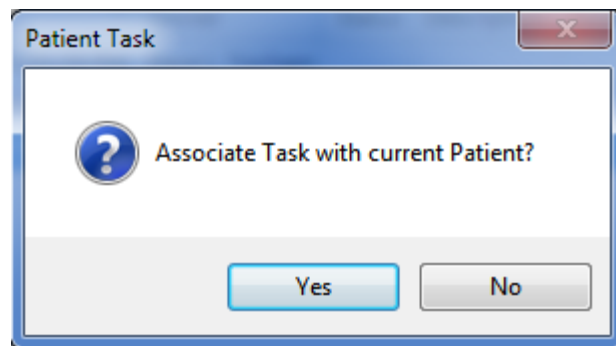 Patient Task
Associate Task with current Patient?
Yes No